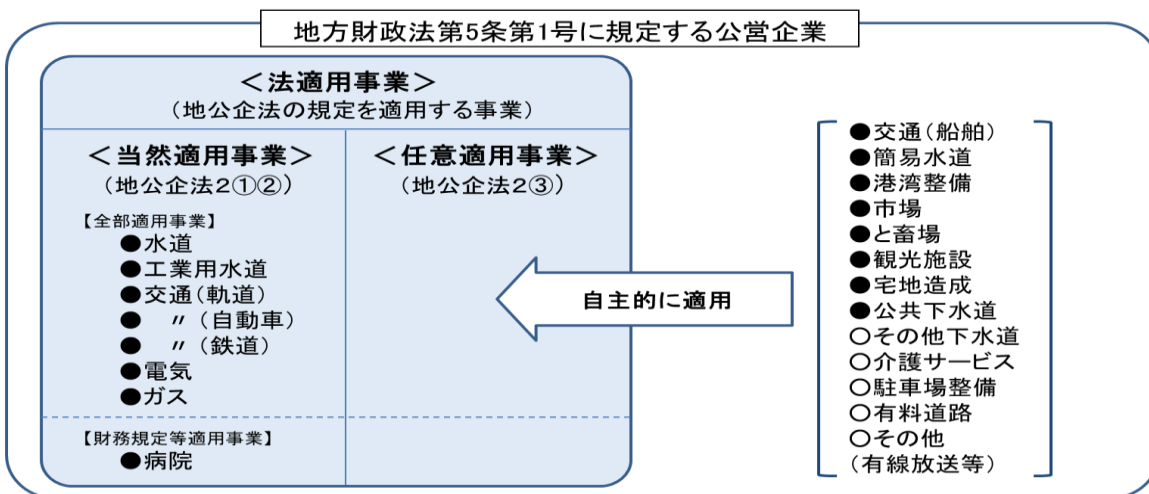 地方財政法第5条第1号に規定する公営企業
＜法適用事業＞
（地公企法の規定を適用する事業）
＜当然適用事業＞
（地公企法2①②）
【全部適用事業】
●水道
●工業用水道
●交通（軌道）
●　〃（自動車）
●　〃（鉄道）
●電気
●ガス
【財務規定等適用事業】
●病院
＜任意適用事業＞
（地公企法2③）
自主的に適用
●交通（船舶）
●簡易水道
●港湾整備
●市場
●と畜場
●観光施設
●宅地造成
●公共下水道
○その他下水道
○介護サービス
○駐車場整備
○有料道路
○その他
（有線放送等）